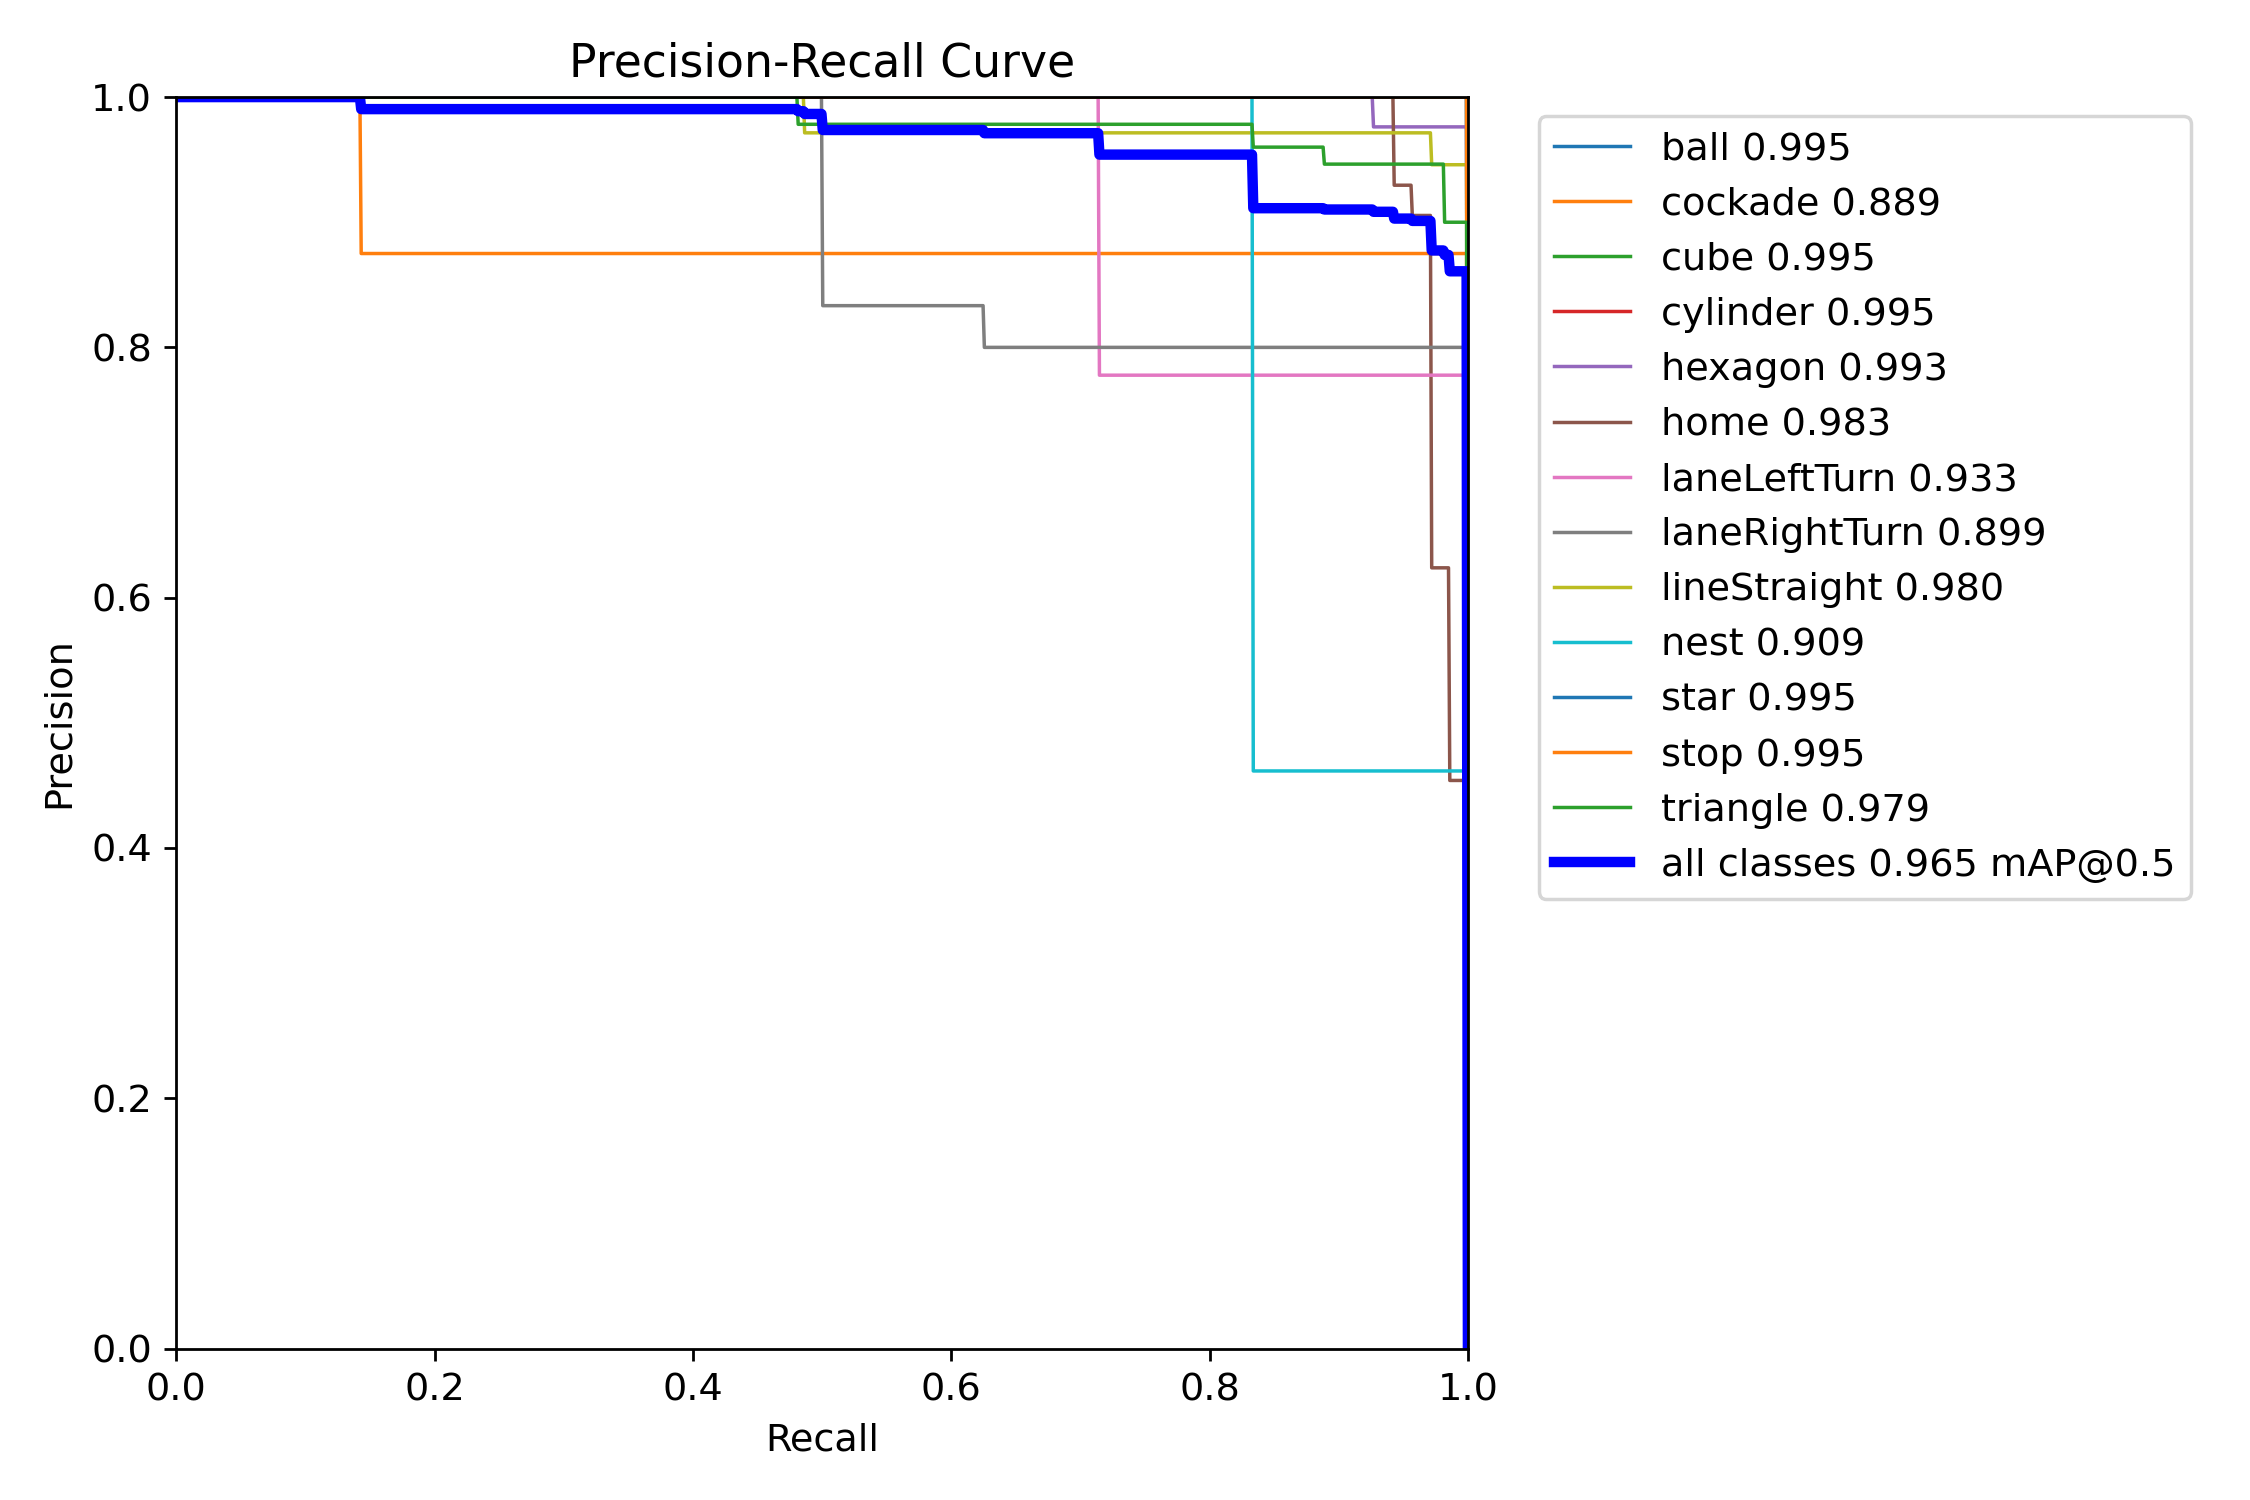 Precision-Recall Curve
1.0
0.8
0.6
0.4
0.2
0.0
Precision
0.0 0.2 0.4 0.6 0.8 1.0
Recall
ball 0.995
cockade 0.889
cube 0.995
cylinder 0.995
hexagon 0.993
home 0.983
laneLeftTurn 0.933
laneRightTurn 0.899
lineStraight 0.980
nest 0.909
star 0.995
stop 0.995
triangle 0.979
all classes 0.965 mAP@0.5